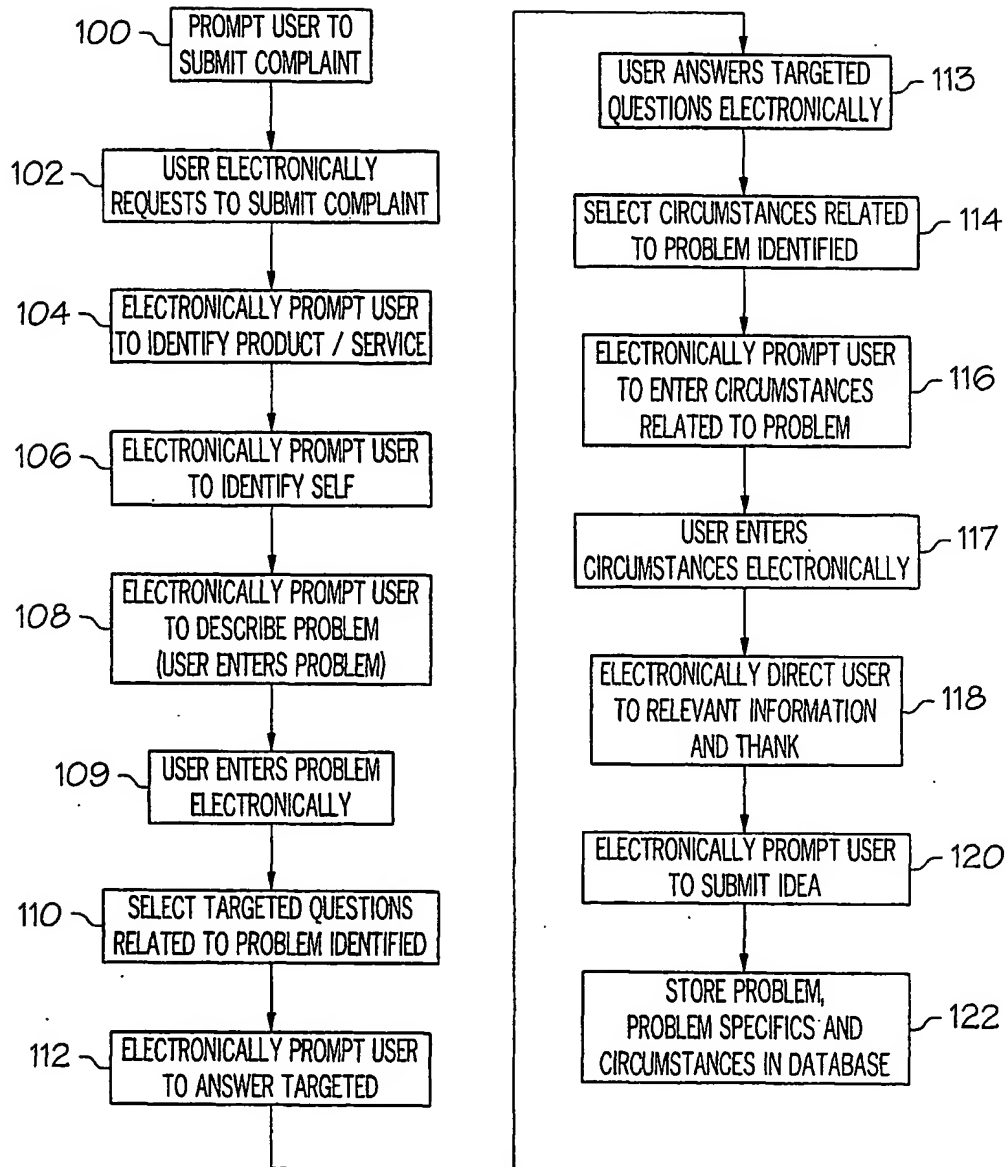 100
PROMPT USER TO
SUBMIT COMPLAINT
102
USER ELECTRONICALLY
REQUESTS TO SUBMIT COMPLAINT
104
ELECTRONICALLY PROMPT USER
TO IDENTIFY PRODUCT / SERVICE
106
ELECTRONICALLY PROMPT USER
TO IDENTIFY SELF
108
ELECTRONICALLY PROMPT USER
TO DESCRIBE PROBLEM
(USER ENTERS PROBLEM)
109
USER ENTERS PROBLEM
ELECTRONICALLY
110
SELECT TARGETED QUESTIONS
RELATED TO PROBLEM IDENTIFIED
112
ELECTRONICALLY PROMPT USER
TO ANSWER TARGETED
USER ANSWERS TARGETED
QUESTIONS ELECTRONICALLY
113
SELECT CIRCUMSTANCES RELATED
TO PROBLEM IDENTIFIED
114
ELECTRONICALLY PROMPT USER
TO ENTER CIRCUMSTANCES
RELATED TO PROBLEM
116
USER ENTERS
CIRCUMSTANCES ELECTRONICALLY
117
ELECTRONICALLY DIRECT USER
TO RELEVANT INFORMATION
AND THANK
118
ELECTRONICALLY PROMPT USER
TO SUBMIT IDEA
120
STORE PROBLEM,
PROBLEM SPECIFICS AND
CIRCUMSTANCES IN DATABASE
122